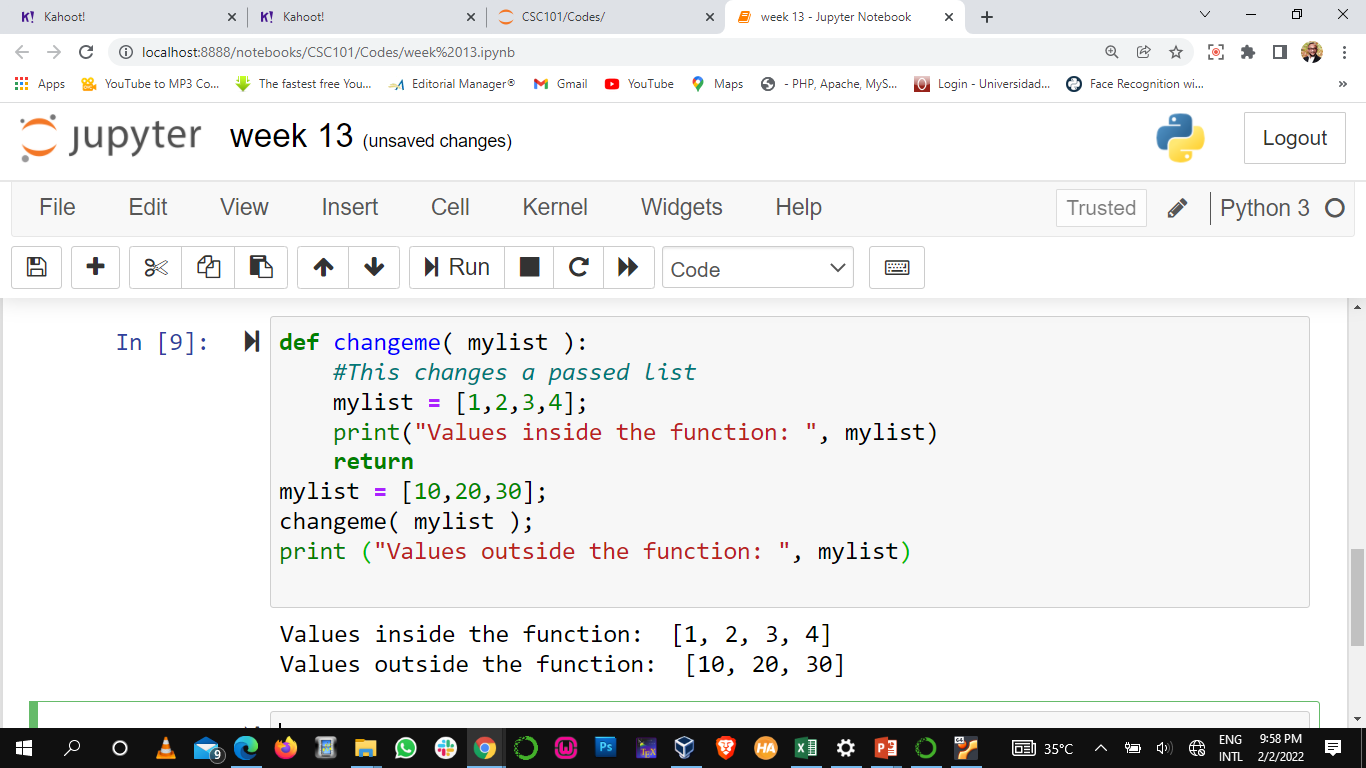 K! Kahoot!
K! Kahoot!
CSC101/Codes/
week 13 - Jupyter Notebook
localhost:8888/notebooks/CSC101/Codes/week%2013.ipynb
Apps
YouTube to MP3 Co...
The fastest free You...
Editorial Manager®
Gmail
YouTube
Maps
- PHP, Apache, MyS...
Login - Universidad...
Face Recognition wi...
»
jupyter
week 13 (unsaved changes)
Logout
File Edit View Insert Cell Kernel Widgets Help
Trusted
Python 3
Run
Code
In [9]:
def changeme( mylist ):
    #This changes a passed list
    mylist = [1,2,3,4];
    print("Values inside the function: ", mylist)
    return
mylist = [10,20,30];
changeme( mylist );
print ("Values outside the function: ", mylist)
Values inside the function:  [1, 2, 3, 4]
Values outside the function:  [10, 20, 30]
9
Ps
HA
64
35°C
ENG
INTL
9:58 PM
2/2/2022